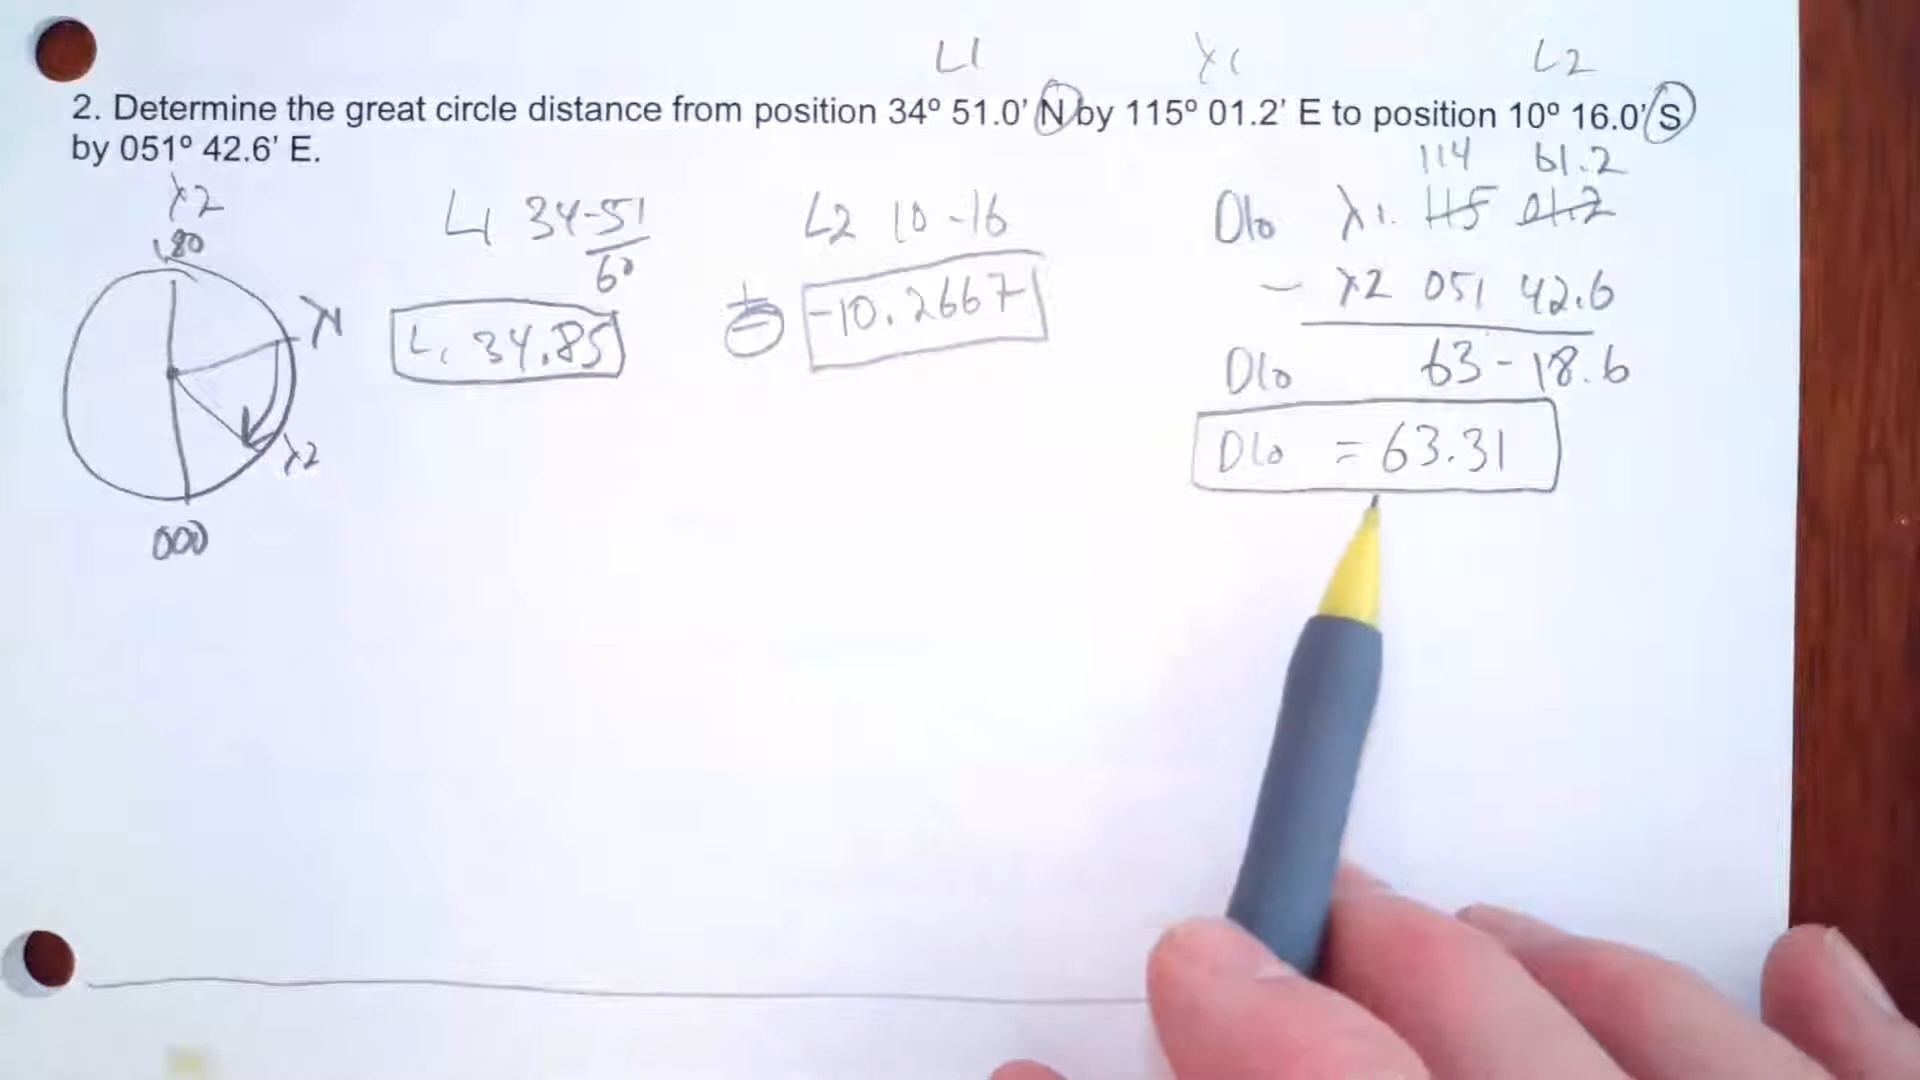 L1 λ1 L2
2. Determine the great circle distance from position 34º 51.0' N by 115º 01.2' E to position 10º 16.0' S
by 051º 42.6' E.
λ2
180
λ1
λ2
000
L1 34-51
60
L1 34.85
L2 10-16
±
-10.2667
114 61.2
Dlo λ1. 115 01.2
- λ2 051 42.6
Dlo 63-18.6
Dlo = 63.31